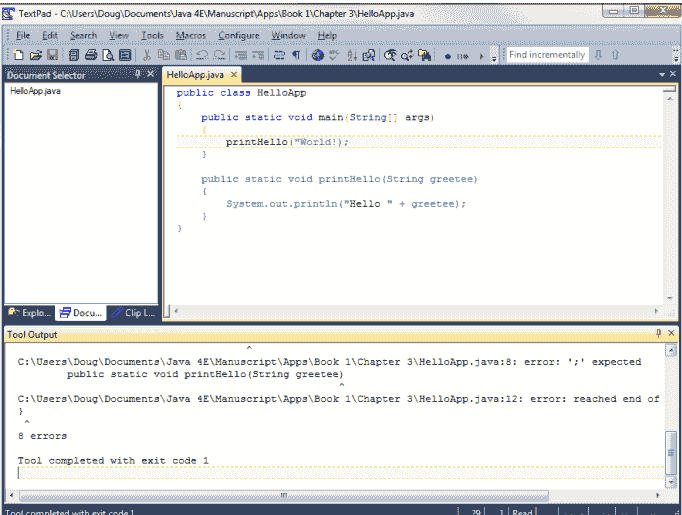 TextPad - C:\Users\Doug\Documents\Java 4E\Manuscript\Apps\Book 1\Chapter 3\HelloApp.java
File Edit Search View Tools Macros Configure Window Help
Find incrementally
Document Selector
HelloApp.java
HelloApp.java
public class HelloApp
{
public static void main(String[] args)
{
printHello("World!);
}
public static void printHello(String greetee)
{
System.out.println("Hello " + greetee);
}
}
Explo... Docu... Clip L...
Tool Output
^
C:\Users\Doug\Documents\Java 4E\Manuscript\Apps\Book 1\Chapter 3\HelloApp.java:8: error: ';' expected
public static void printHello(String greetee)
^
C:\Users\Doug\Documents\Java 4E\Manuscript\Apps\Book 1\Chapter 3\HelloApp.java:12: error: reached end of
}
^
8 errors
Tool completed with exit code 1
Tool completed with exit code 1 79 1 Read